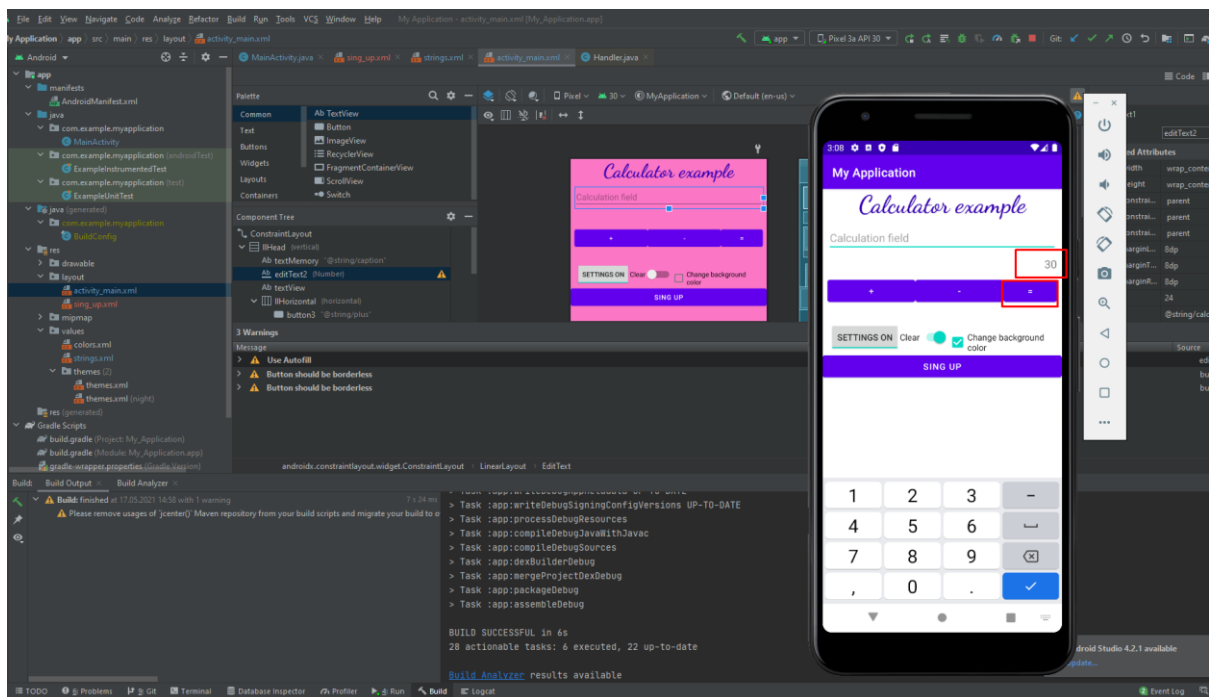 File Edit View Navigate Code Analyze Refactor Build Run Tools VCS Window Help My Application - activity_main.xml [My_Application.app]
My Application app src main res layout activity_main.xml
app Pixel 3a API 30 Git:
Android
MainActivity.java sing_up.xml strings.xml activity_main.xml Handler.java
app
manifests
AndroidManifest.xml
java
com.example.myapplication
MainActivity
com.example.myapplication (androidTest)
ExampleInstrumentedTest
com.example.myapplication (test)
ExampleUnitTest
java (generated)
com.example.myapplication
BuildConfig
res
drawable
layout
activity_main.xml
sing_up.xml
mipmap
values
colors.xml
strings.xml
themes (2)
themes.xml
themes.xml (night)
res (generated)
Gradle Scripts
build.gradle (Project: My_Application)
build.gradle (Module: My_Application.app)
gradle-wrapper.properties (Gradle Version)
Palette
Common
Text
Buttons
Widgets
Layouts
Containers
Ab TextView
Button
ImageView
RecyclerView
FragmentContainerView
ScrollView
Switch
Component Tree
ConstraintLayout
llHead (vertical)
Ab textMemory "@string/caption"
Ab editText2 (Number)
Ab textView
llHorizontal (horizontal)
button3 "@string/plus"
Pixel 30 MyApplication Default (en-us)
Calculator example
Calculation field
+ - =
SETTINGS ON Clear Change background
color
SING UP
Code
editText2
ed Attributes
wrap_conte
wrap_conte
parent
parent
parent
8dp
8dp
8dp
24
@string/calc
3 Warnings
Message
Source
Use Autofill
Button should be borderless
Button should be borderless
androidx.constraintlayout.widget.ConstraintLayout LinearLayout EditText
3:08
My Application
Calculator example
Calculation field
30
+ - =
SETTINGS ON Clear Change background
color
SING UP
1 2 3 -
4 5 6
7 8 9
, 0 .
Build: Build Output Build Analyzer
Build: finished at 17.05.2021 14:58 with 1 warning 7 s 24 ms
Please remove usages of `jcenter()` Maven repository from your build scripts and migrate your build to o
> Task :app:writeDebugSigningConfigVersions UP-TO-DATE
> Task :app:processDebugResources
> Task :app:compileDebugJavaWithJavac
> Task :app:compileDebugSources
> Task :app:dexBuilderDebug
> Task :app:mergeProjectDexDebug
> Task :app:packageDebug
> Task :app:assembleDebug
BUILD SUCCESSFUL in 6s
28 actionable tasks: 6 executed, 22 up-to-date
Build Analyzer results available
droid Studio 4.2.1 available
pdate...
TODO 6: Problems 9: Git Terminal Database Inspector Profiler 4: Run Build Logcat
2 Event Log